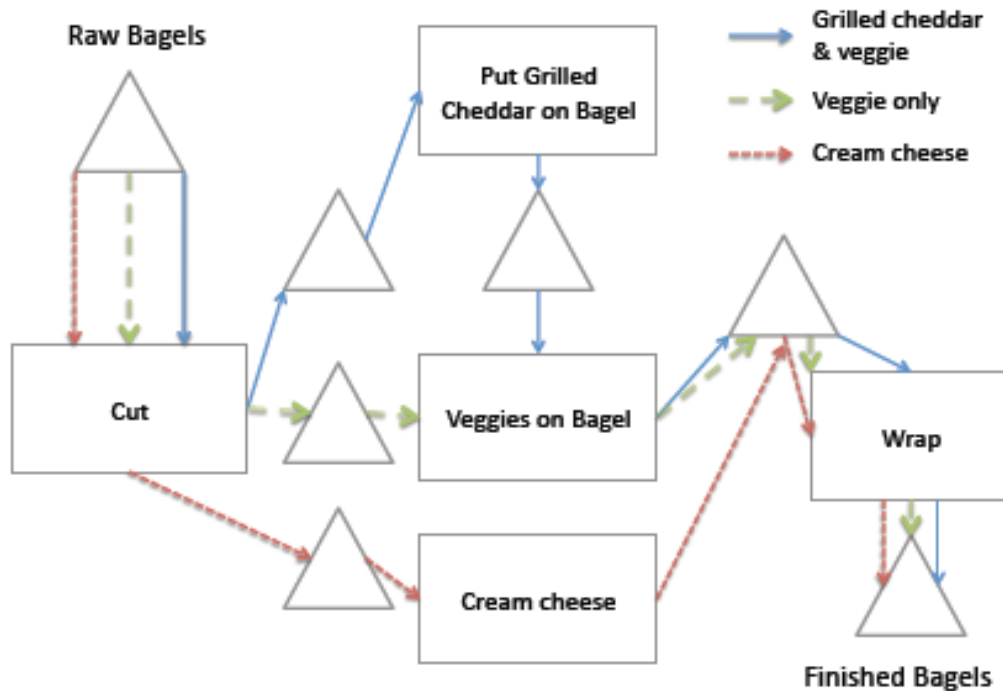 Raw Bagels
Grilled cheddar
& veggie
Veggie only
Cream cheese
Put Grilled
Cheddar on Bagel
Cut
Veggies on Bagel
Wrap
Cream cheese
Finished Bagels